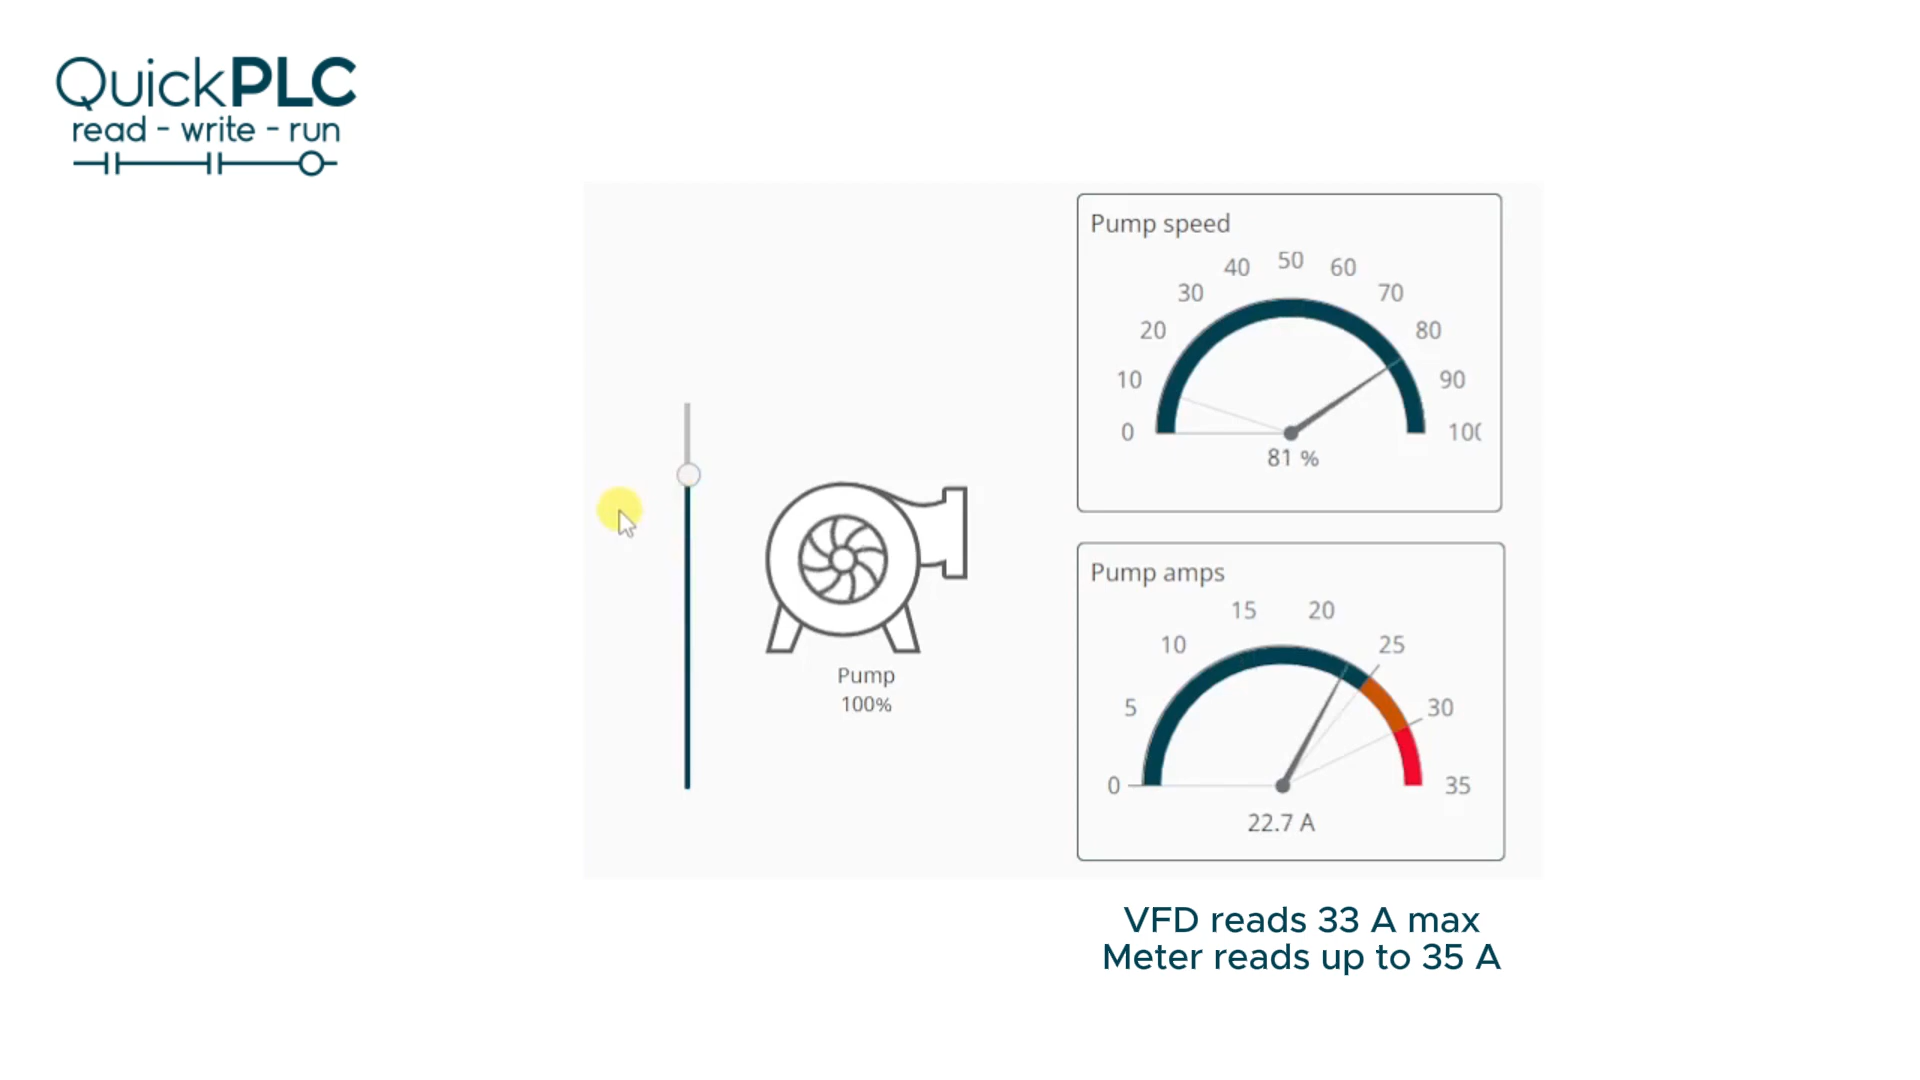 QuickPLC
read - write - run
Pump speed
0
10
20
30
40
50
60
70
80
90
100
81 %
Pump
100%
Pump amps
0
5
10
15
20
25
30
35
22.7 A
VFD reads 33 A max
Meter reads up to 35 A